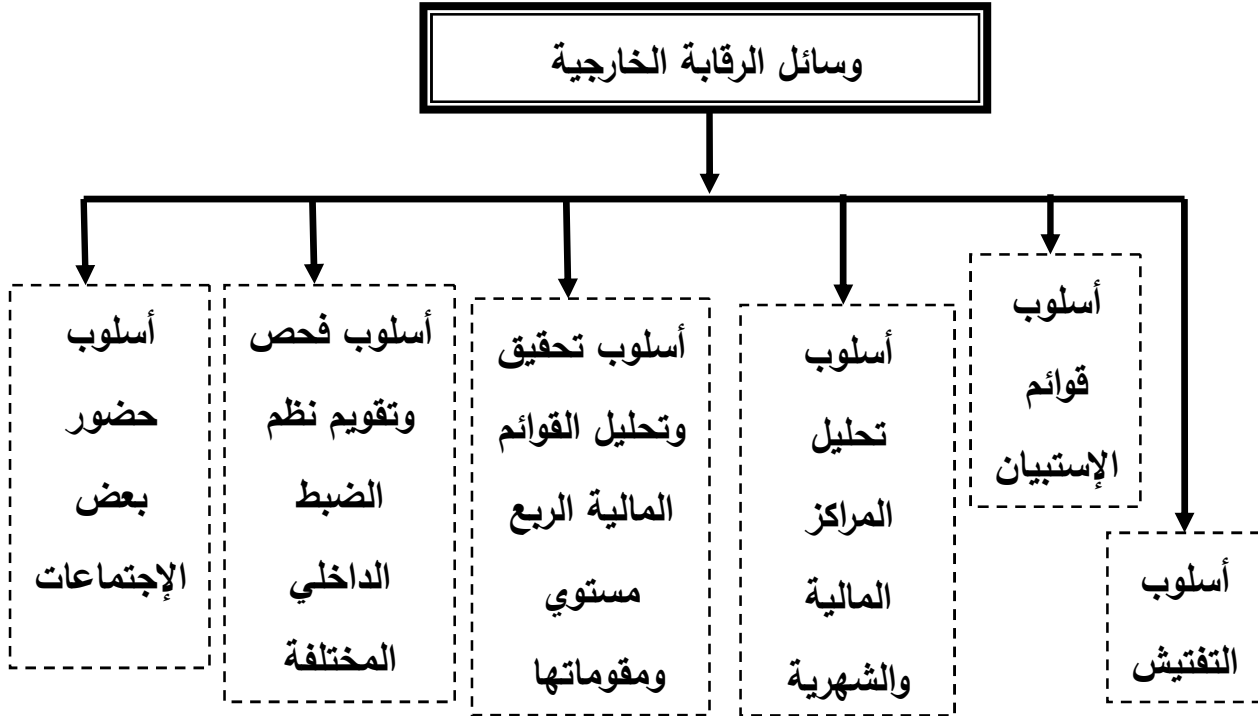 وسائل الرقابة الخارجية
أسلوب
التفتيش
أسلوب
قوائم
الإستبيان
أسلوب
تحليل
المراكز
المالية
والشهرية
أسلوب تحقيق
وتحليل القوائم
المالية الربع
مستوي
ومقوماتها
أسلوب فحص
وتقويم نظم
الضبط
الداخلي
المختلفة
أسلوب
حضور
بعض
الإجتماعات